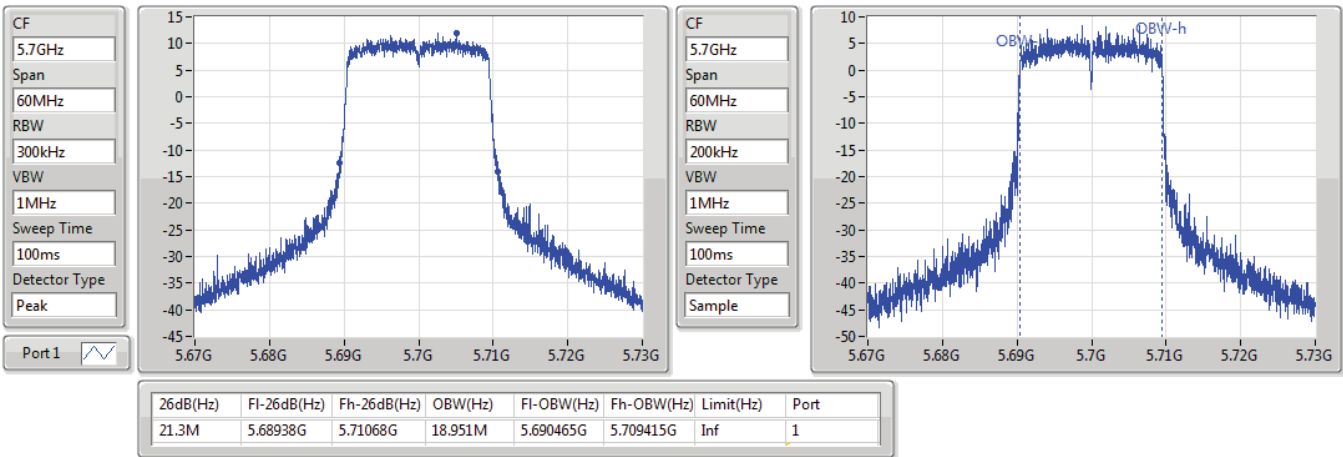 CF
5.7GHz
Span
60MHz
RBW
300kHz
VBW
1MHz
Sweep Time
100ms
Detector Type
Peak
Port 1
15
10
5
0
-5
-10
-15
-20
-25
-30
-35
-40
-45
5.67G 5.68G 5.69G 5.7G 5.71G 5.72G 5.73G
CF
5.7GHz
Span
60MHz
RBW
200kHz
VBW
1MHz
Sweep Time
100ms
Detector Type
Sample
10
5
0
-5
-10
-15
-20
-25
-30
-35
-40
-45
-50
OBW
OBW-h
5.67G 5.68G 5.69G 5.7G 5.71G 5.72G 5.73G
26dB(Hz) Fl-26dB(Hz) Fh-26dB(Hz) OBW(Hz) Fl-OBW(Hz) Fh-OBW(Hz) Limit(Hz) Port
21.3M 5.68938G 5.71068G 18.951M 5.690465G 5.709415G Inf 1